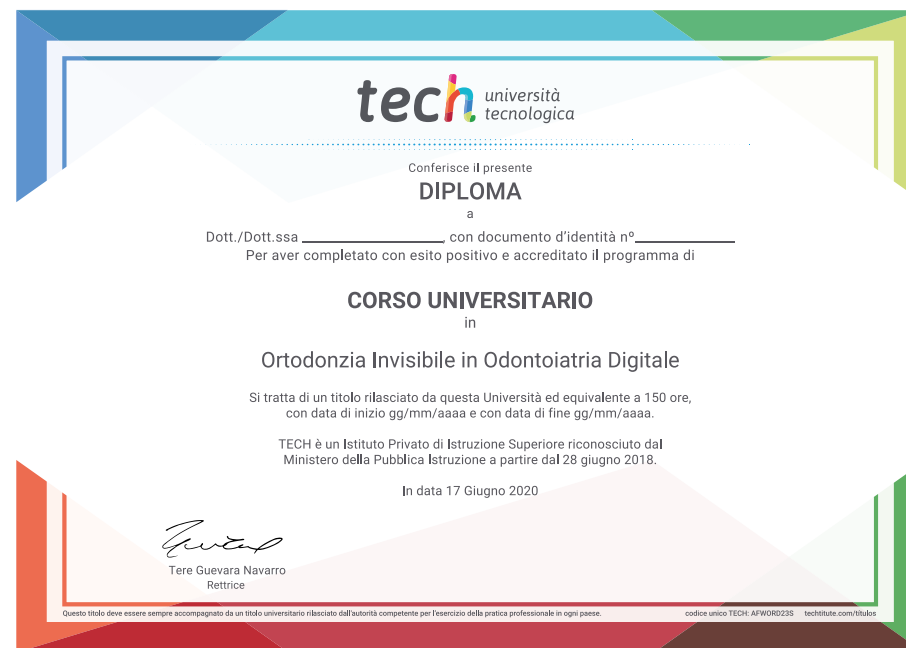 tech università
tecnologica
Conferisce il presente
DIPLOMA
a
Dott./Dott.ssa ____________, con documento d'identità nº____________
Per aver completato con esito positivo e accreditato il programma di
CORSO UNIVERSITARIO
in
Ortodonzia Invisibile in Odontoiatria Digitale
Si tratta di un titolo rilasciato da questa Università ed equivalente a 150 ore,
con data di inizio gg/mm/aaaa e con data di fine gg/mm/aaaa.
TECH è un Istituto Privato di Istruzione Superiore riconosciuto dal
Ministero della Pubblica Istruzione a partire dal 28 giugno 2018.
In data 17 Giugno 2020
Tere Guevara Navarro
Rettrice
Questo titolo deve essere sempre accompagnato da un titolo universitario rilasciato dall'autorità competente per l'esercizio della pratica professionale in ogni paese. codice unico TECH: AFWORD23S techtitute.com/titulos